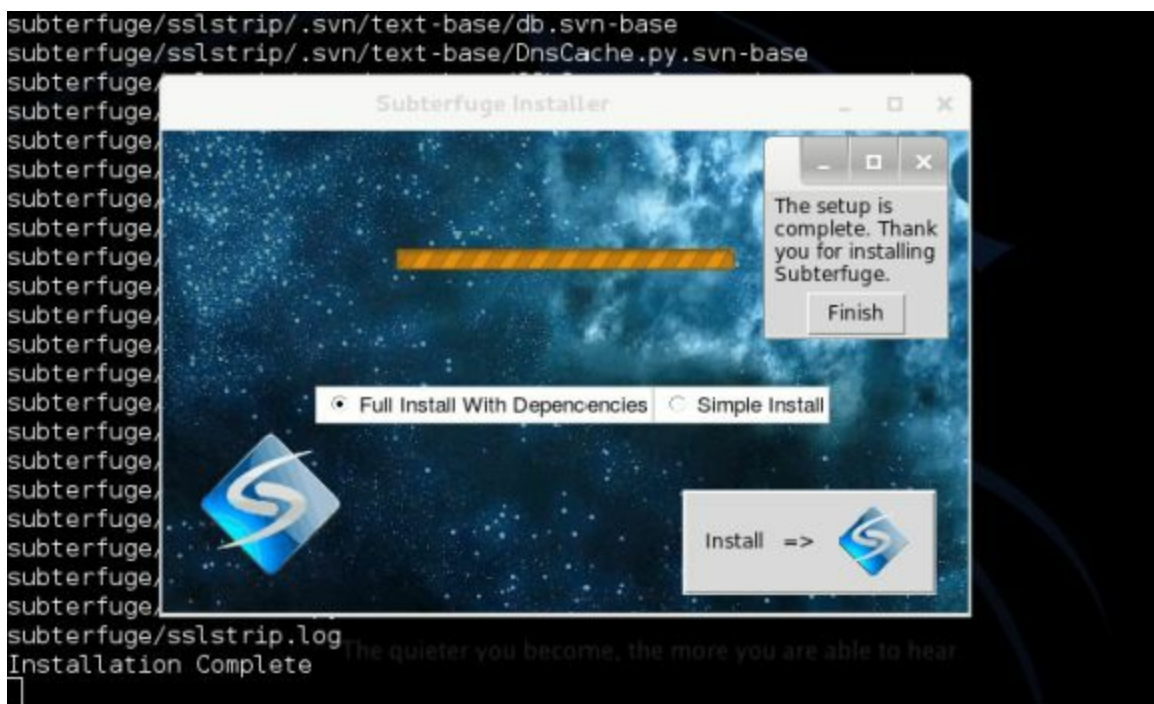 subterfuge/sslstrip/.svn/text-base/db.svn-base
subterfuge/sslstrip/.svn/text-base/DnsCache.py.svn-base
subterfuge/
Subterfuge Installer
subterfuge/
subterfuge/
subterfuge/
subterfuge/
The setup is
complete. Thank
you for installing
Subterfuge.
Finish
subterfuge/
subterfuge/
subterfuge/
subterfuge/
subterfuge/
subterfuge/
subterfuge/
Full Install With Depencencies
Simple Install
subterfuge/
subterfuge/
subterfuge/
subterfuge/
subterfuge/
Install =>
subterfuge/
subterfuge/
subterfuge/sslstrip.log
The quieter you become, the more you are able to hear
Installation Complete